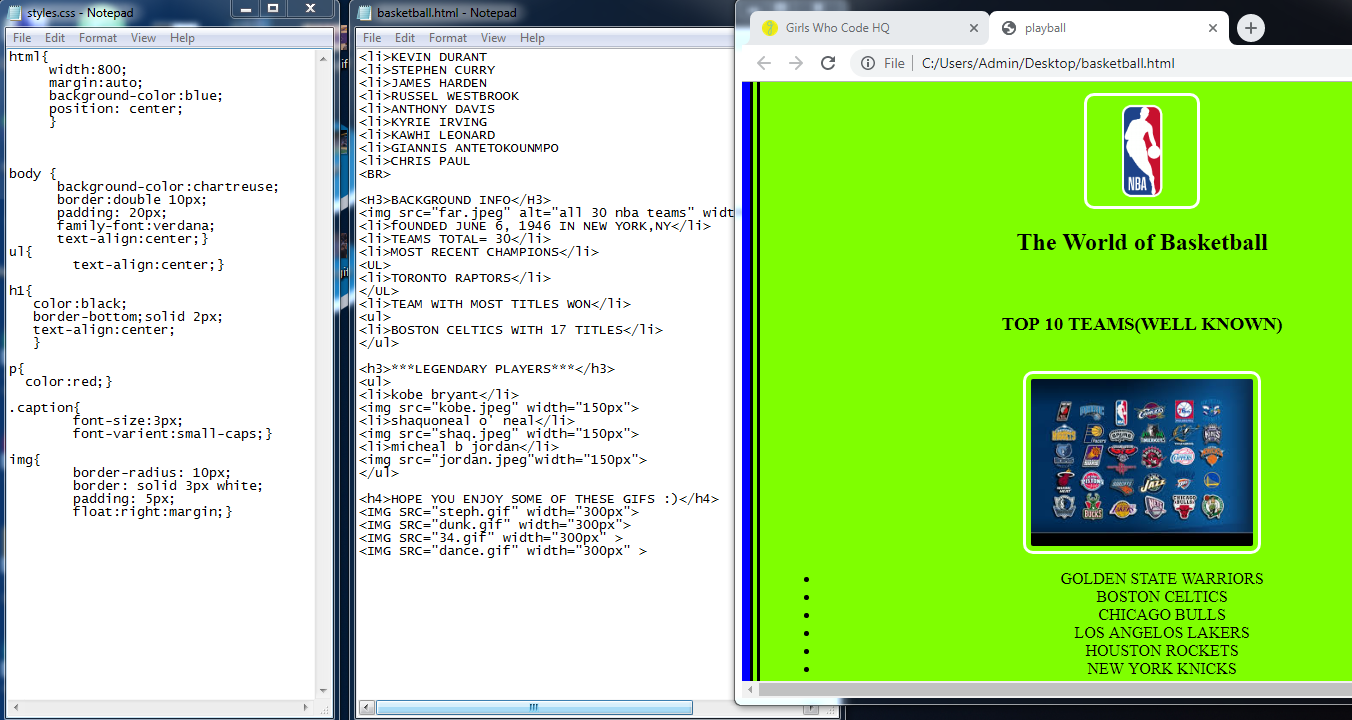 styles.css - Notepad
File Edit Format View Help
html{
width:800;
margin:auto;
background-color:blue;
position: center;
}
body {
background-color:chartreuse;
border:double 10px;
padding: 20px;
family-font:verdana;
text-align:center;}
ul{
text-align:center;}
h1{
color:black;
border-bottom;solid 2px;
text-align:center;
}
p{
color:red;}
.caption{
font-size:3px;
font-varient:small-caps;}
img{
border-radius: 10px;
border: solid 3px white;
padding: 5px;
float:right:margin;}
basketball.html - Notepad
File Edit Format View Help
<li>KEVIN DURANT
<li>STEPHEN CURRY
<li>JAMES HARDEN
<li>RUSSEL WESTBROOK
<li>ANTHONY DAVIS
<li>KYRIE IRVING
<li>KAWHI LEONARD
<li>GIANNIS ANTETOKOUNMPO
<li>CHRIS PAUL
<BR>
<H3>BACKGROUND INFO</H3>
<img src="far.jpeg" alt="all 30 nba teams" widt
<li>fOUNDED JUNE 6, 1946 IN NEW YORK,NY</li>
<li>TEAMS TOTAL= 30</li>
<li>MOST RECENT CHAMPIONS</li>
<UL>
<li>TORONTO RAPTORS</li>
</UL>
<li>TEAM WITH MOST TITLES WON</li>
<ul>
<li>BOSTON CELTICS WITH 17 TITLES</li>
</ul>
<h3>***LEGENDARY PLAYERS***</h3>
<ul>
<li>kobe bryant</li>
<img src="kobe.jpeg" width="150px">
<li>shaquoneal o' neal</li>
<img src="shaq.jpeg" width="150px">
<li>micheal b jordan</li>
<img src="jordan.jpeg"width="150px">
</ul>
<h4>HOPE YOU ENJOY SOME OF THESE GIFS :)</h4>
<IMG SRC="steph.gif" width="300px">
<IMG SRC="dunk.gif" width="300px">
<IMG SRC="34.gif" width="300px" >
<IMG SRC="dance.gif" width="300px" >
Girls Who Code HQ
playball
File | C:/Users/Admin/Desktop/basketball.html
NBA
The World of Basketball
TOP 10 TEAMS(WELL KNOWN)
GOLDEN STATE WARRIORS
BOSTON CELTICS
CHICAGO BULLS
LOS ANGELOS LAKERS
HOUSTON ROCKETS
NEW YORK KNICKS